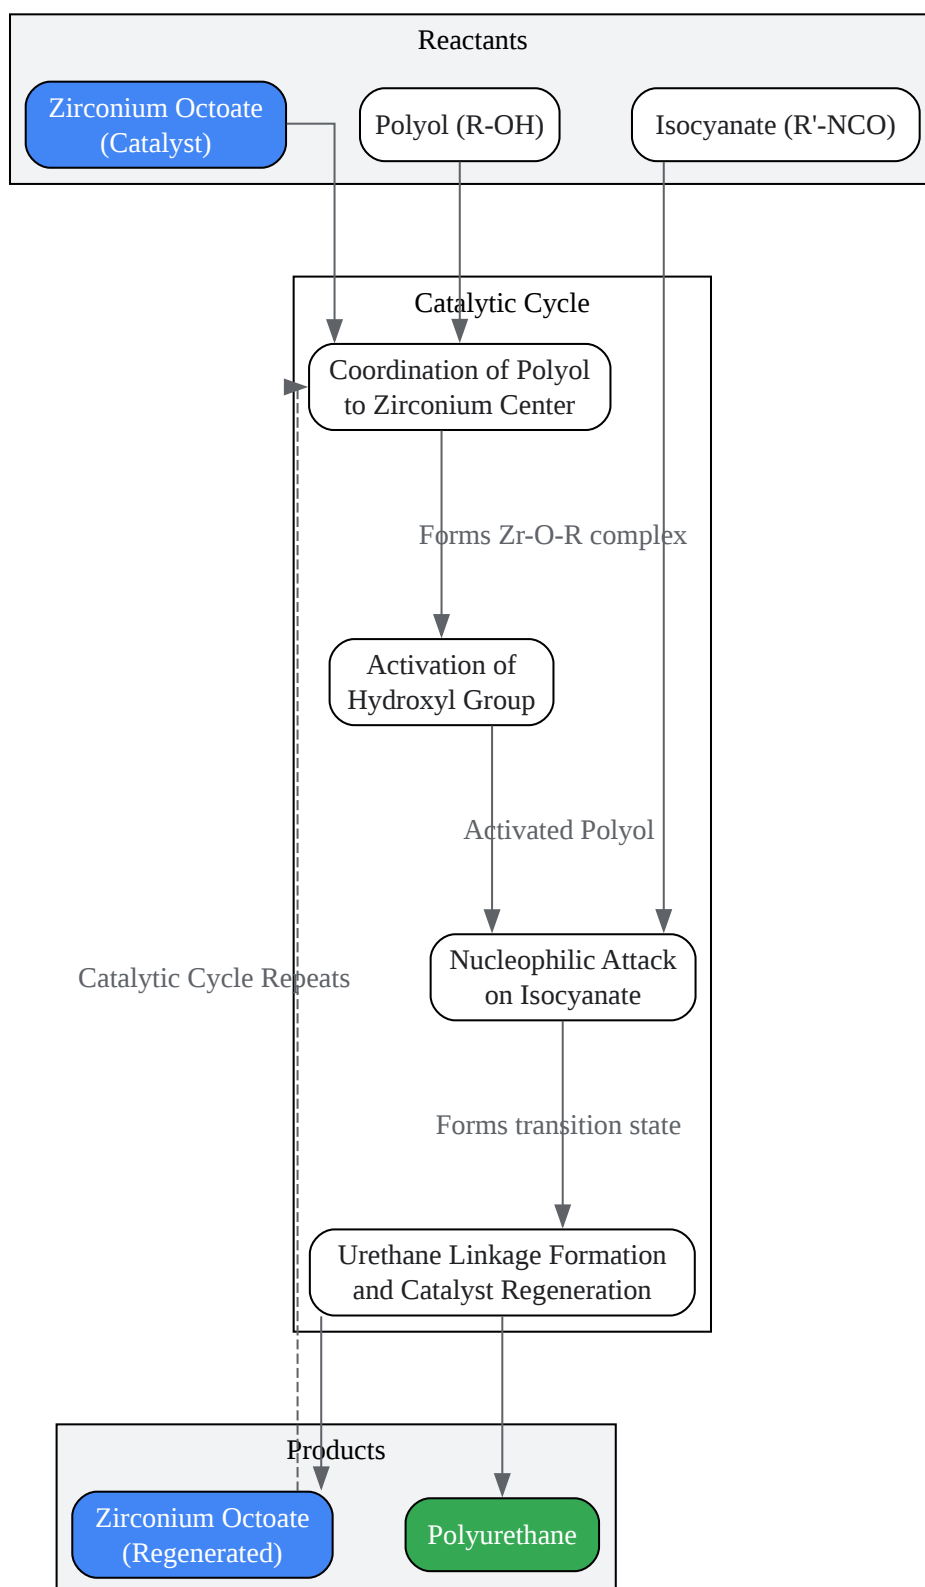 Reactants
Zirconium Octoate
(Catalyst)
Polyol (R-OH)
Isocyanate (R'-NCO)
Catalytic Cycle
Coordination of Polyol
to Zirconium Center
Forms Zr-O-R complex
Activation of
Hydroxyl Group
Activated Polyol
Nucleophilic Attack
on Isocyanate
Catalytic Cycle Repeats
Forms transition state
Urethane Linkage Formation
and Catalyst Regeneration
Products
Zirconium Octoate
(Regenerated)
Polyurethane